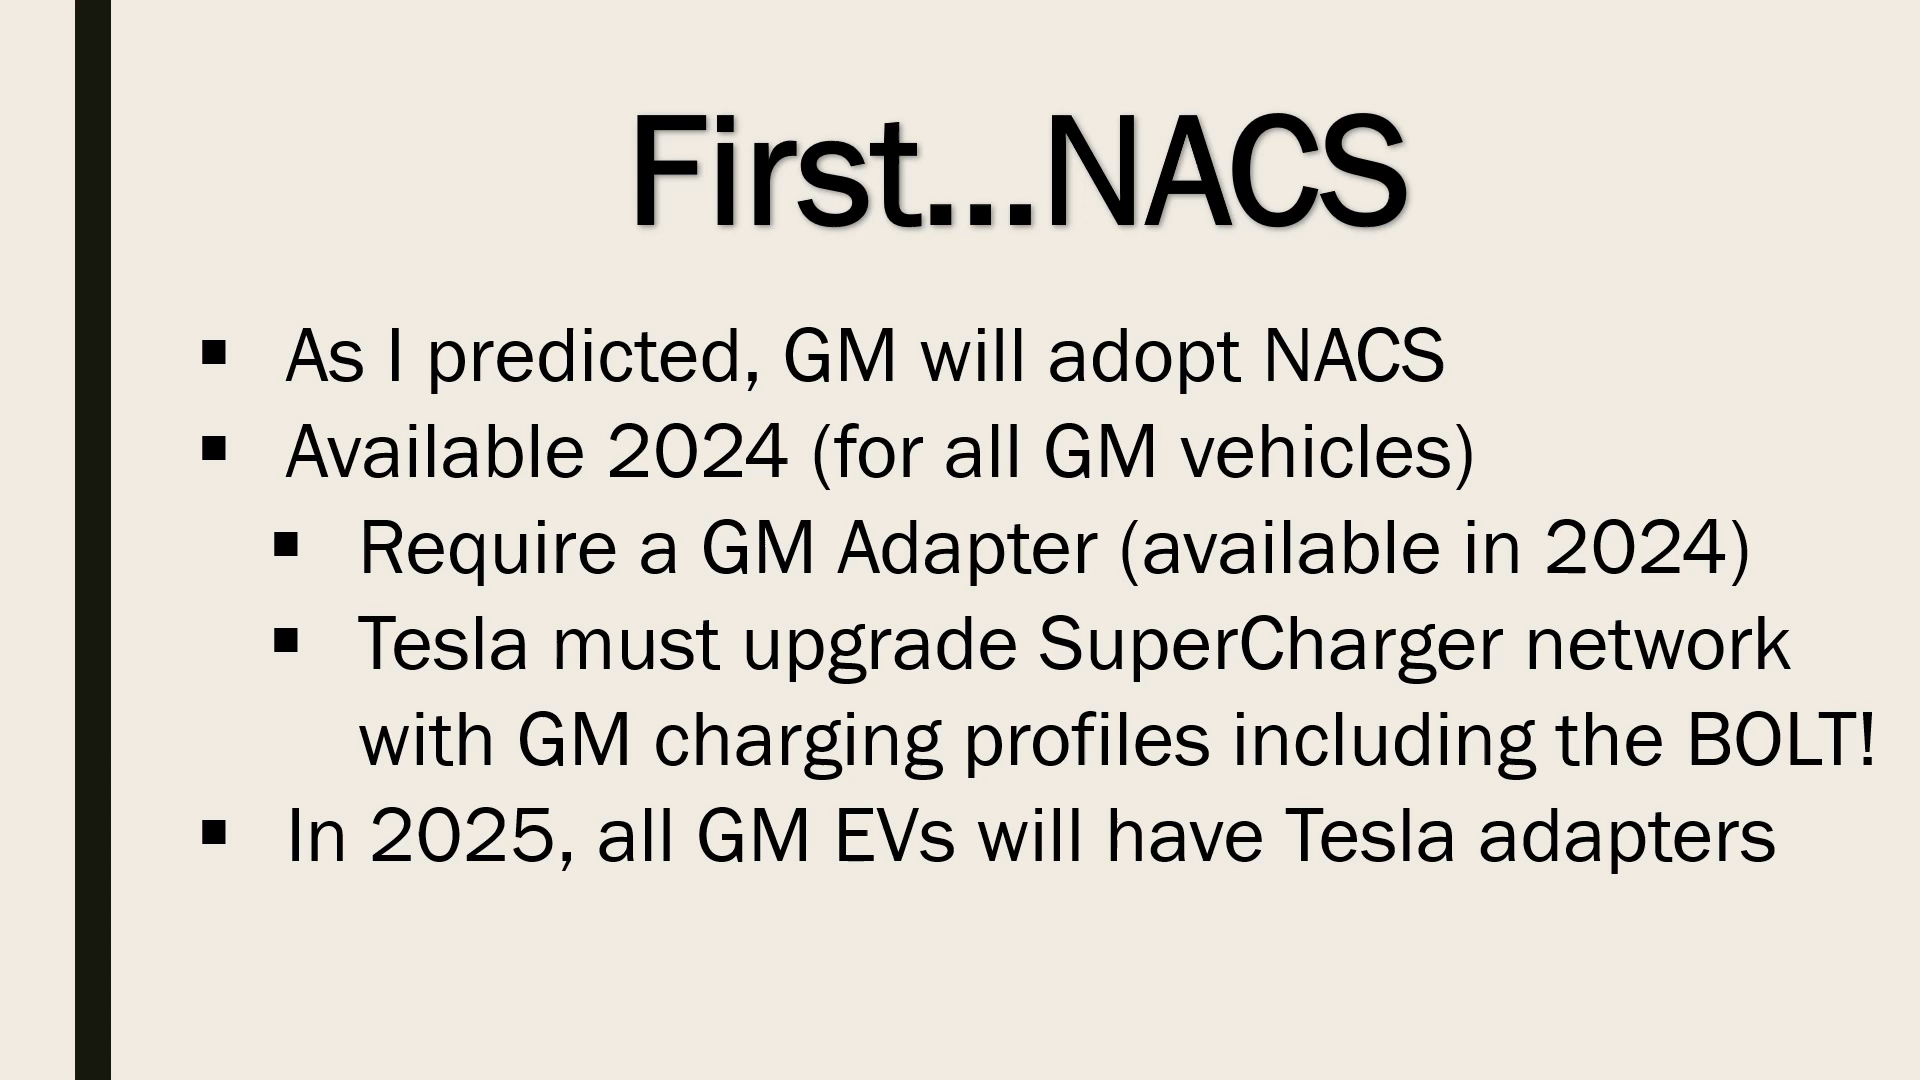 First...NACS
▪ As I predicted, GM will adopt NACS
▪ Available 2024 (for all GM vehicles)
▪ Require a GM Adapter (available in 2024)
▪ Tesla must upgrade SuperCharger network
with GM charging profiles including the BOLT!
▪ In 2025, all GM EVs will have Tesla adapters